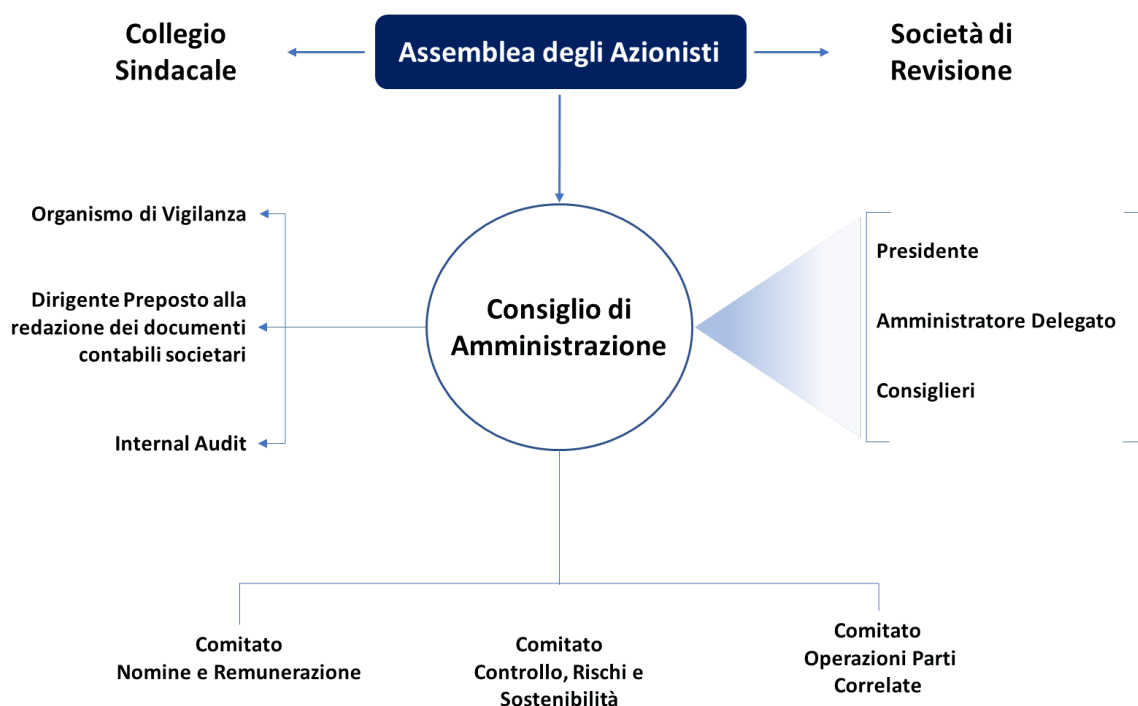 Collegio
Sindacale
Assemblea degli Azionisti
Società di
Revisione
Organismo di Vigilanza
Dirigente Preposto alla
redazione dei documenti
contabili societari
Internal Audit
Consiglio di
Amministrazione
Presidente
Amministratore Delegato
Consiglieri
Comitato
Nomine e Remunerazione
Comitato
Controllo, Rischi e
Sostenibilità
Comitato
Operazioni Parti
Correlate